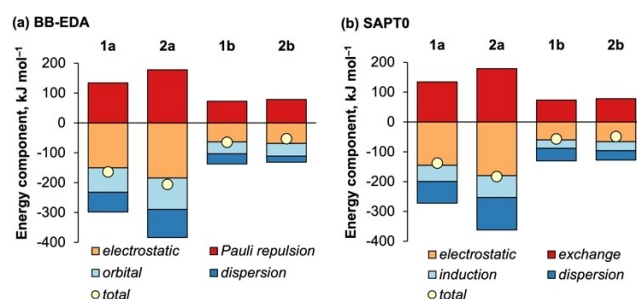 (a) BB-EDA
1a 2a 1b 2b
Energy component, kJ mol⁻¹
200
100
0
-100
-200
-300
-400
electrostatic Pauli repulsion
orbital dispersion
total
(b) SAPT0
1a 2a 1b 2b
Energy component, kJ mol⁻¹
200
100
0
-100
-200
-300
-400
electrostatic exchange
induction dispersion
total